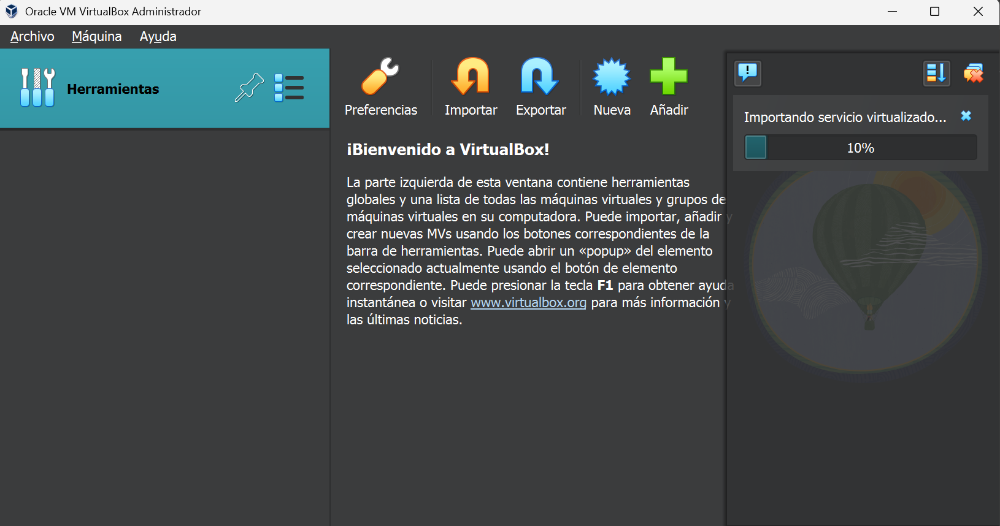 Oracle VM VirtualBox Administrador
Archivo Máquina Ayuda
Herramientas
Preferencias Importar Exportar Nueva Añadir
¡Bienvenido a VirtualBox!
La parte izquierda de esta ventana contiene herramientas
globales y una lista de todas las máquinas virtuales y grupos de
máquinas virtuales en su computadora. Puede importar, añadir y
crear nuevas MVs usando los botones correspondientes de la
barra de herramientas. Puede abrir un «popup» del elemento
seleccionado actualmente usando el botón de elemento
correspondiente. Puede presionar la tecla F1 para obtener ayuda
instantánea o visitar www.virtualbox.org para más información y
las últimas noticias.
Importando servicio virtualizado...
10%